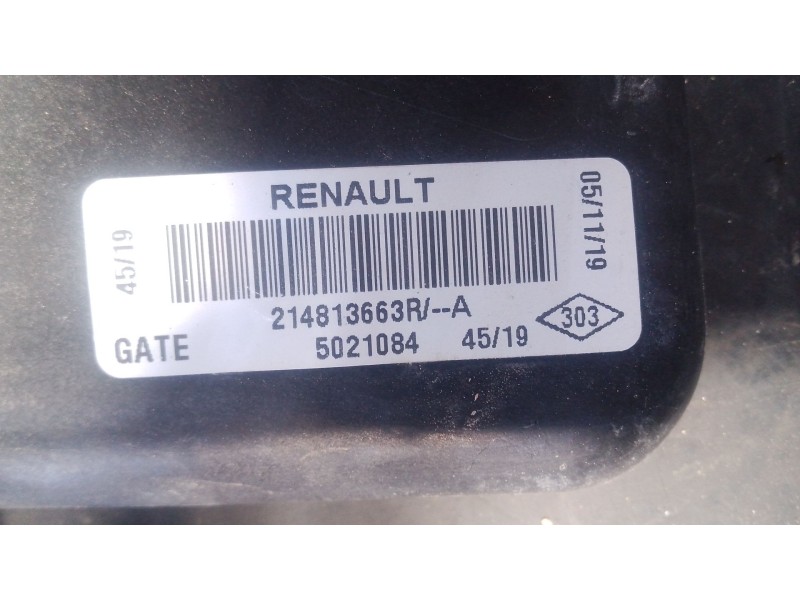 RENAULT
45/19
05/11/19
214813663R/--A
303
GATE
5021084
45/19